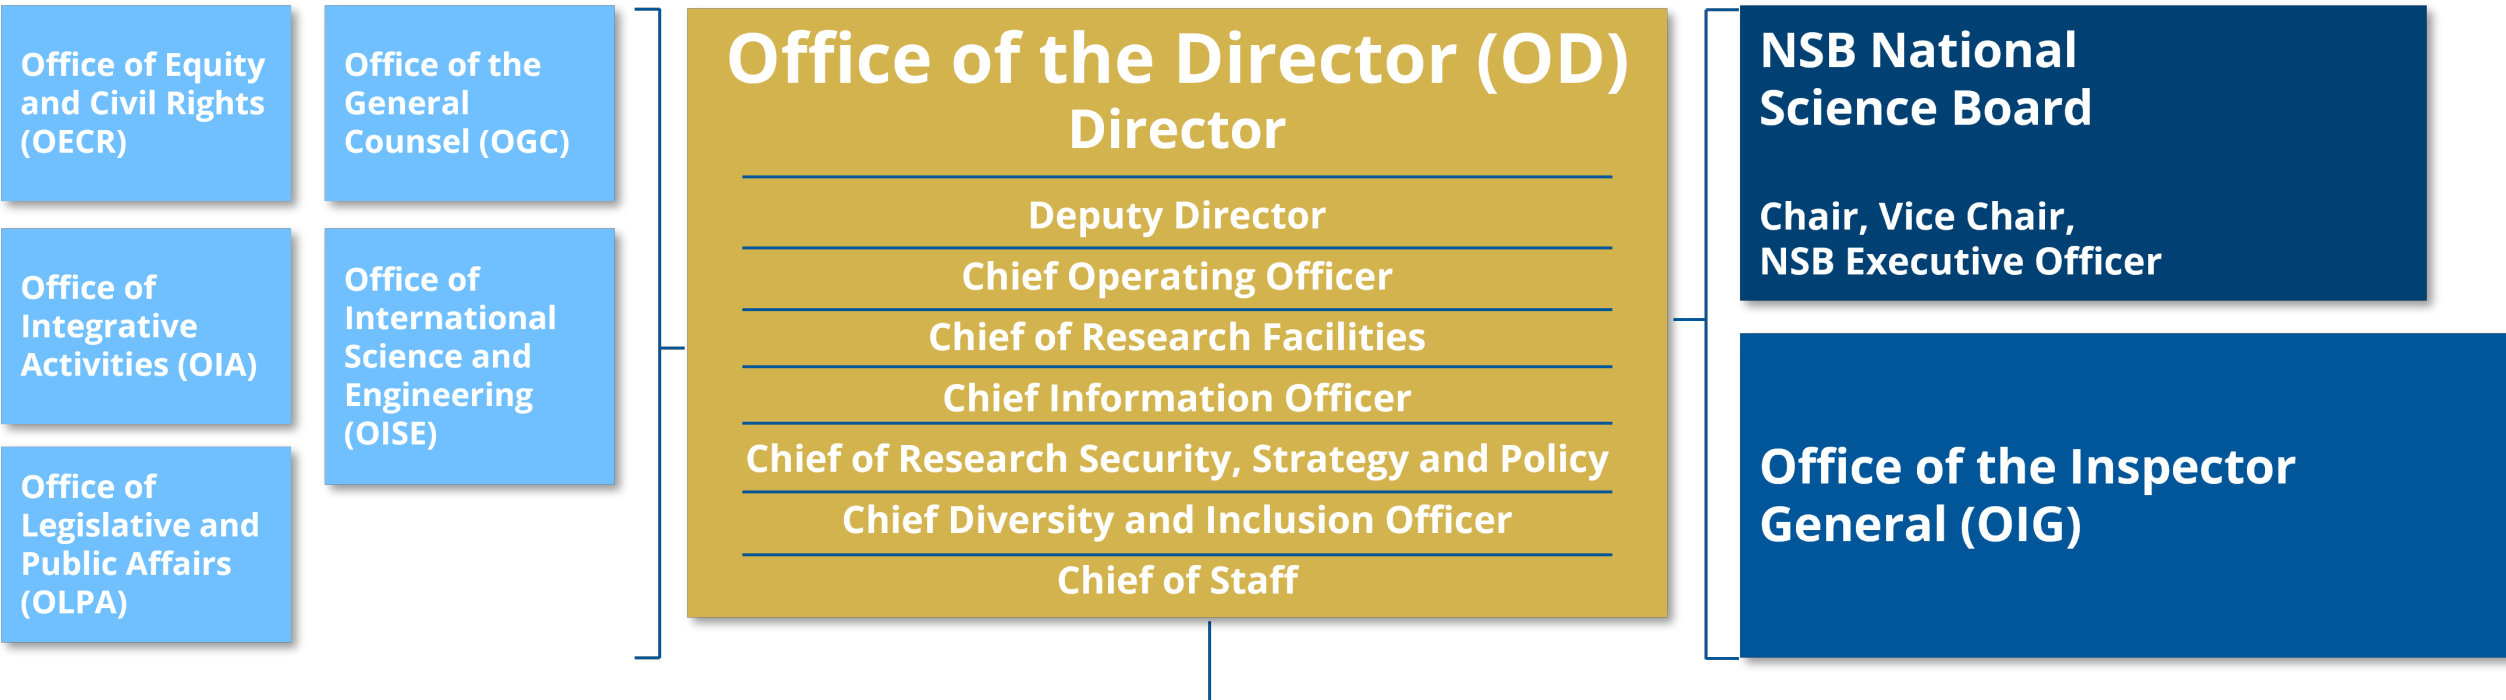 Office of Equity
and Civil Rights
(OECR)
Office of the
General
Counsel (OGC)
Office of
Integrative
Activities (OIA)
Office of
International
Science and
Engineering
(OISE)
Office of
Legislative and
Public Affairs
(OLPA)
Office of the Director (OD)
Director
Deputy Director
Chief Operating Officer
Chief of Research Facilities
Chief Information Officer
Chief of Research Security, Strategy and Policy
Chief Diversity and Inclusion Officer
Chief of Staff
NSB National
Science Board
Chair, Vice Chair,
NSB Executive Officer
Office of the Inspector
General (OIG)